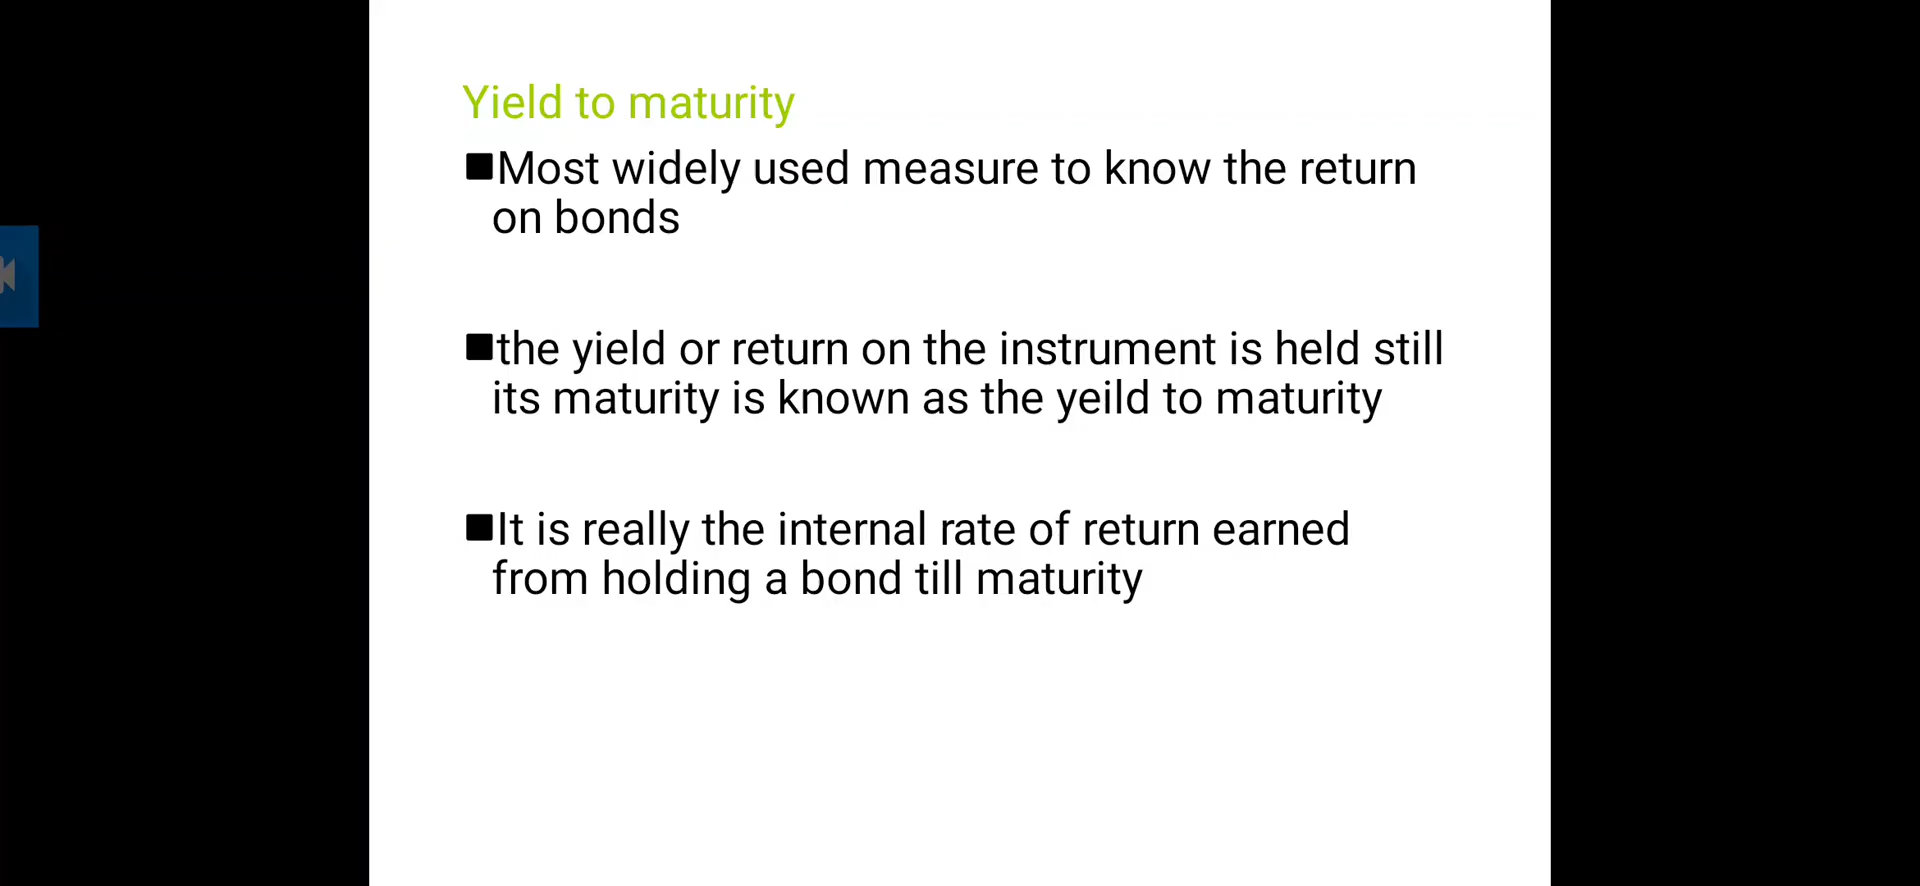 Yield to maturity
■Most widely used measure to know the return
on bonds
■the yield or return on the instrument is held still
its maturity is known as the yeild to maturity
■It is really the internal rate of return earned
from holding a bond till maturity